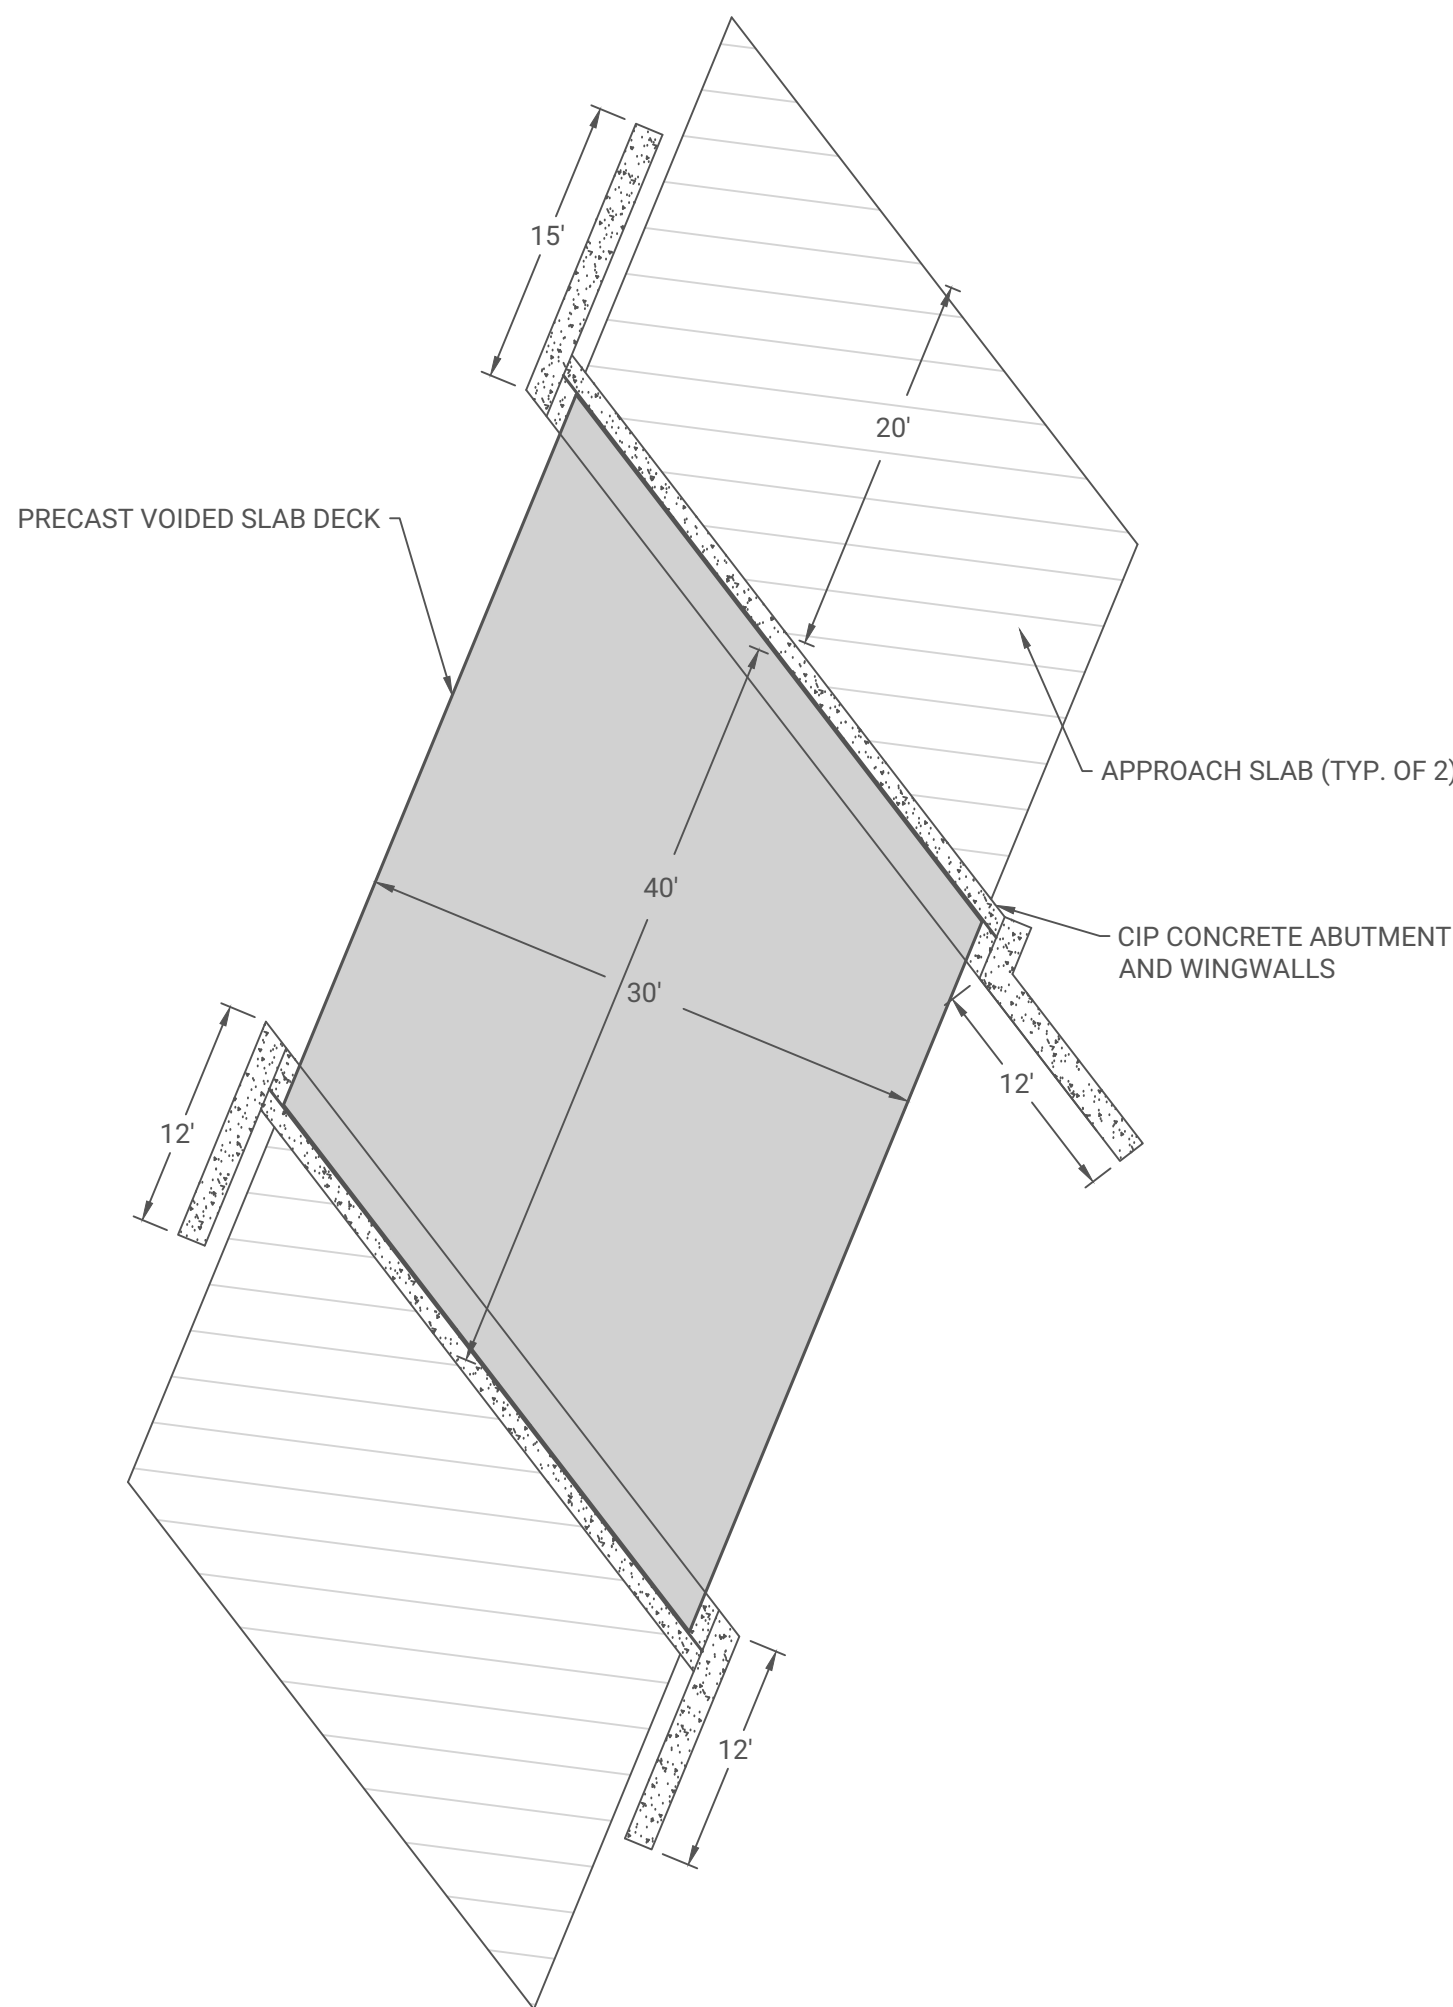 15'
20'
PRECAST VOIDED SLAB DECK
APPROACH SLAB (TYP. OF 2)
40'
CIP CONCRETE ABUTMENT
AND WINGWALLS
30'
12'
12'
12'